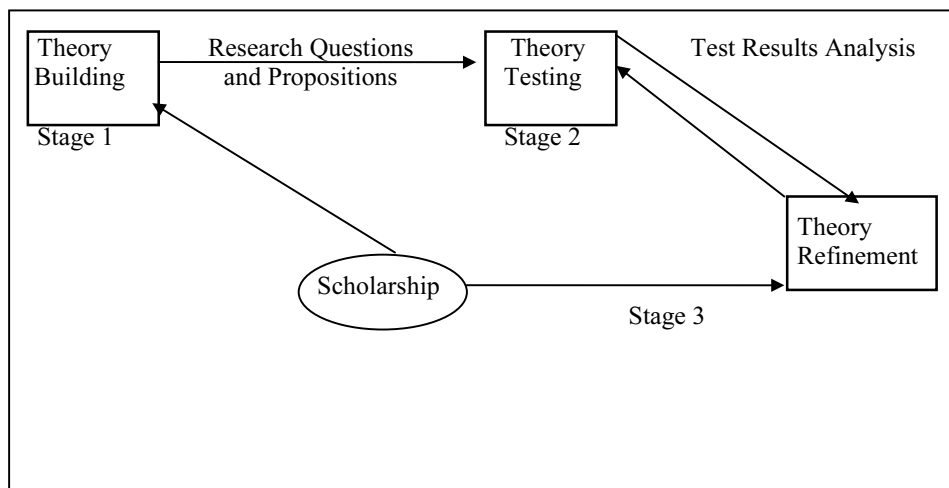 Theory
Building
Stage 1
Research Questions
and Propositions
Theory
Testing
Stage 2
Test Results Analysis
Theory
Refinement
Scholarship
Stage 3